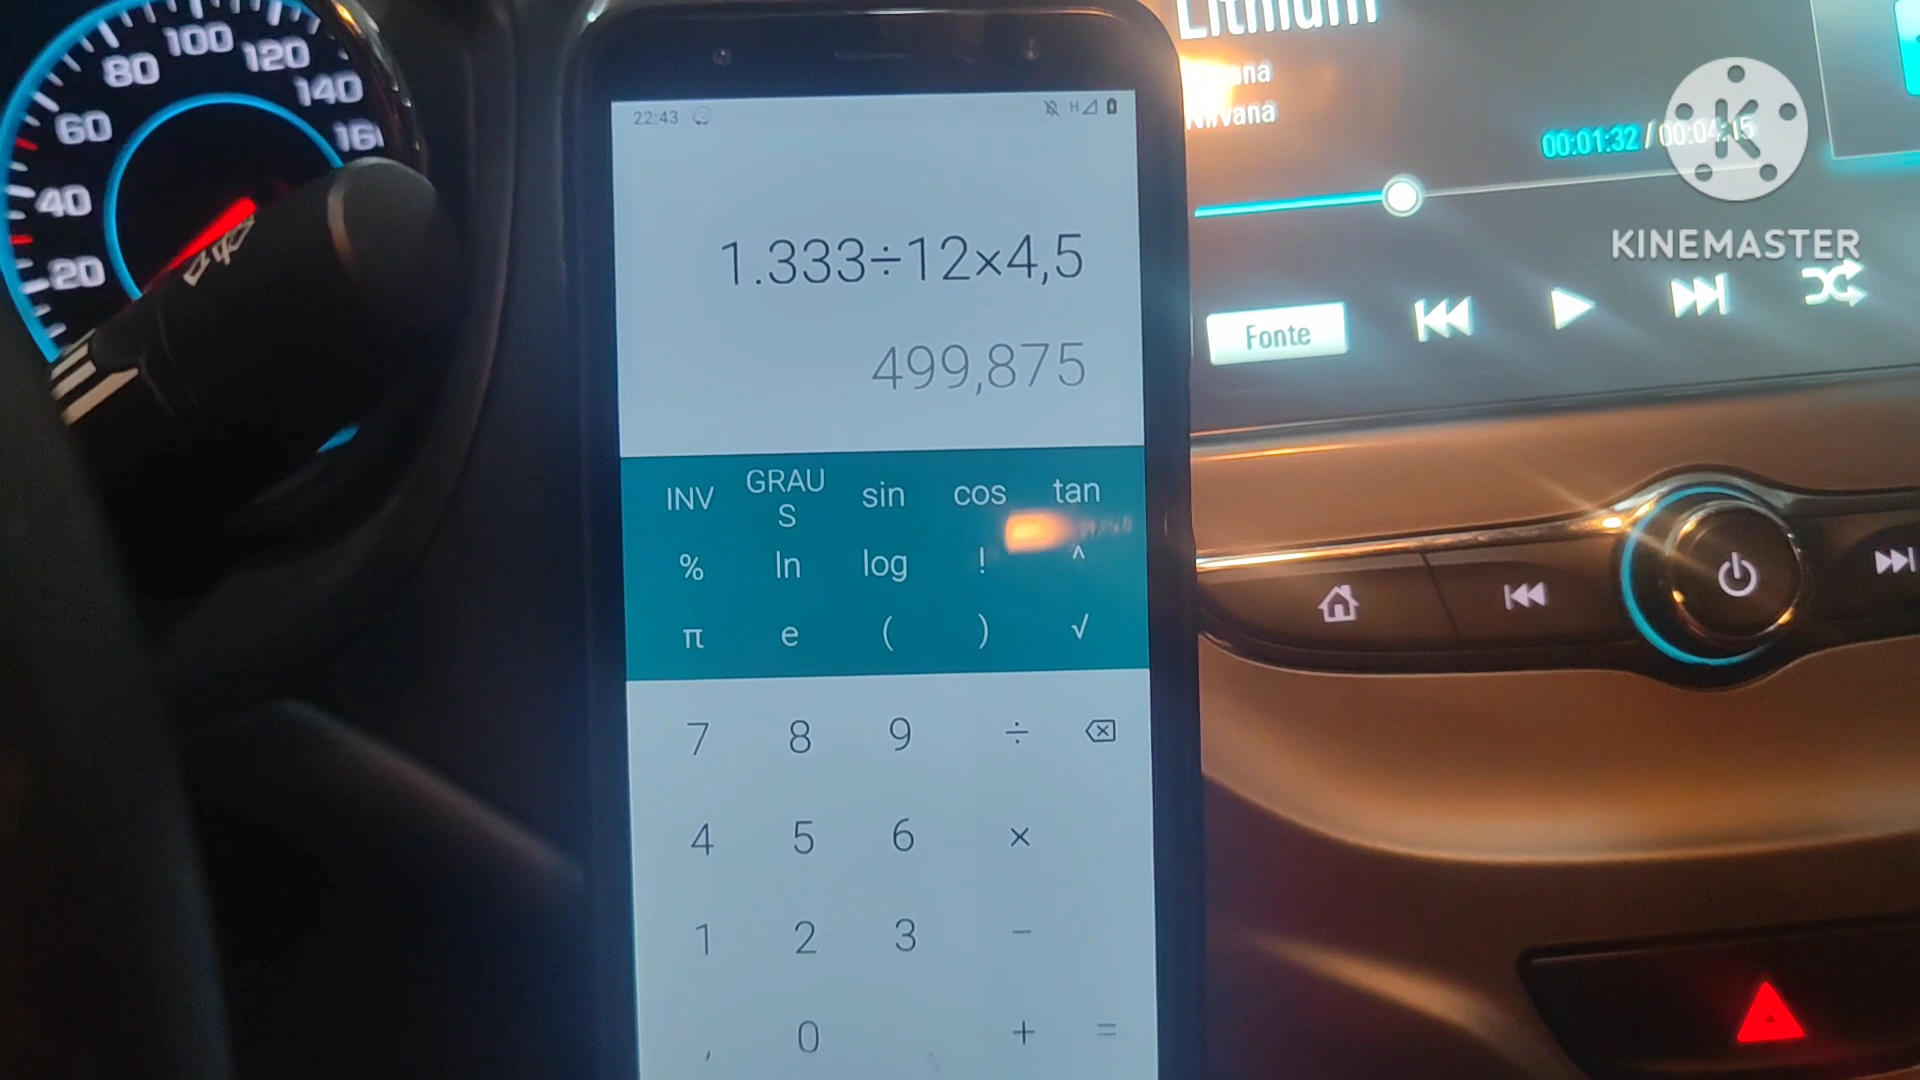 100
80
120
140
60
40
20
22:43
H
1.333÷12×4,5
499,875
INV
GRAU
S
sin
cos
tan
%
ln
log
!
^
π
e
(
)
√
7
8
9
÷
4
5
6
×
1
2
3
−
,
0
+
=
Lithium
Nirvana
00:01:32 / 00:04:15
Fonte
K
KINEMASTER